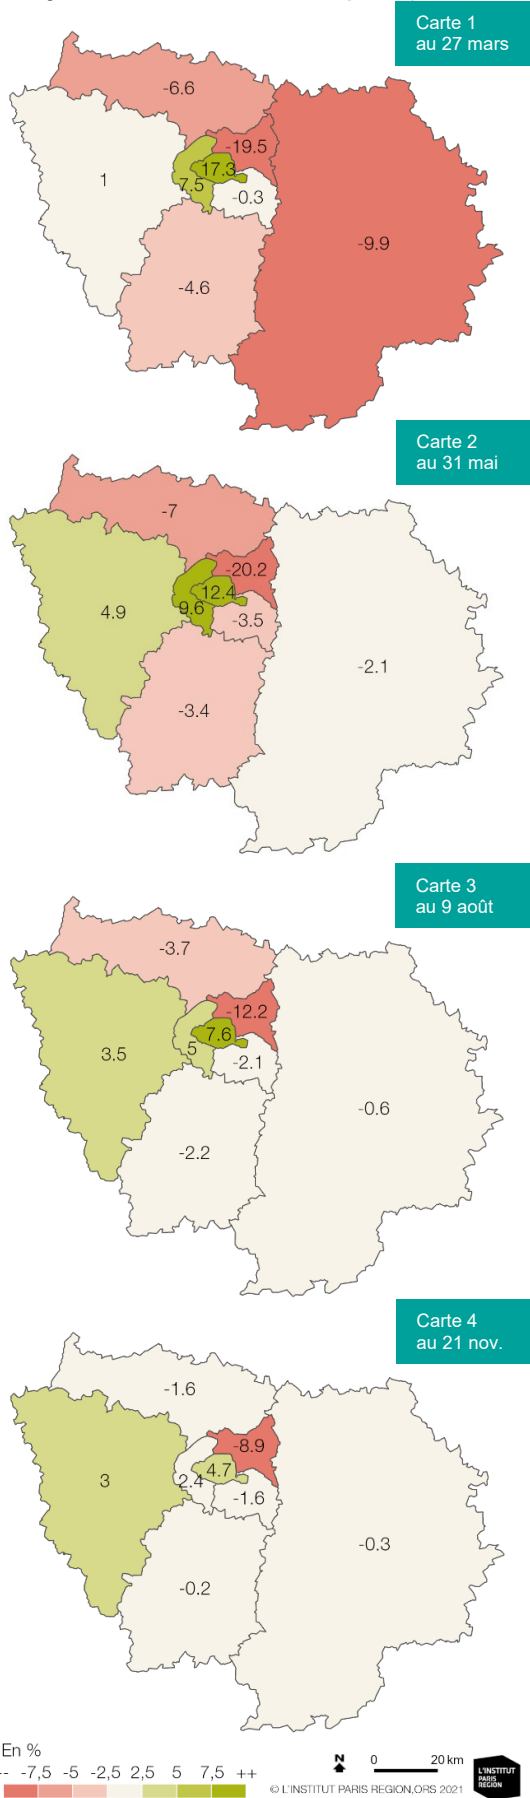 Carte 1
au 27 mars
-6.6
-19.5
17.3
1
7.5
-0.3
-9.9
-4.6
Carte 2
au 31 mai
-7
-20.2
12.4
9.6
4.9
-3.5
-2.1
-3.4
Carte 3
au 9 août
-3.7
-12.2
7.6
5
3.5
-2.1
-0.6
-2.2
Carte 4
au 21 nov.
-1.6
-8.9
4.7
3
2.4
-1.6
-0.3
-0.2
En %
-- -7,5 -5 -2,5 2,5 5 7,5 ++
N
0 20 km
© L'INSTITUT PARIS REGION,ORS 2021
L'INSTITUT
PARIS
REGION